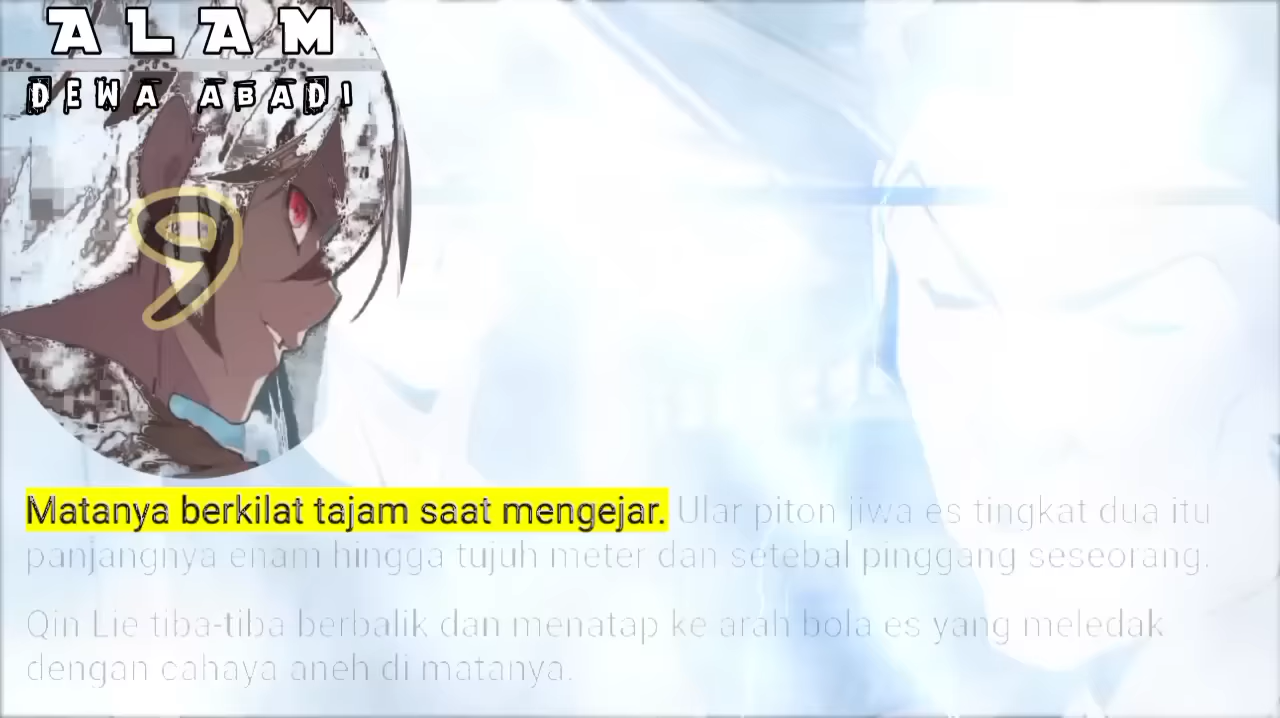 ALAM
DEWA ABADI
9
Matanya berkilat tajam saat mengejar. Ular piton jiwa es tingkat dua itu
panjangnya enam hingga tujuh meter dan setebal pinggang seseorang.
Qin Lie tiba-tiba berbalik dan menatap ke arah bola es yang meledak
dengan cahaya aneh di matanya.